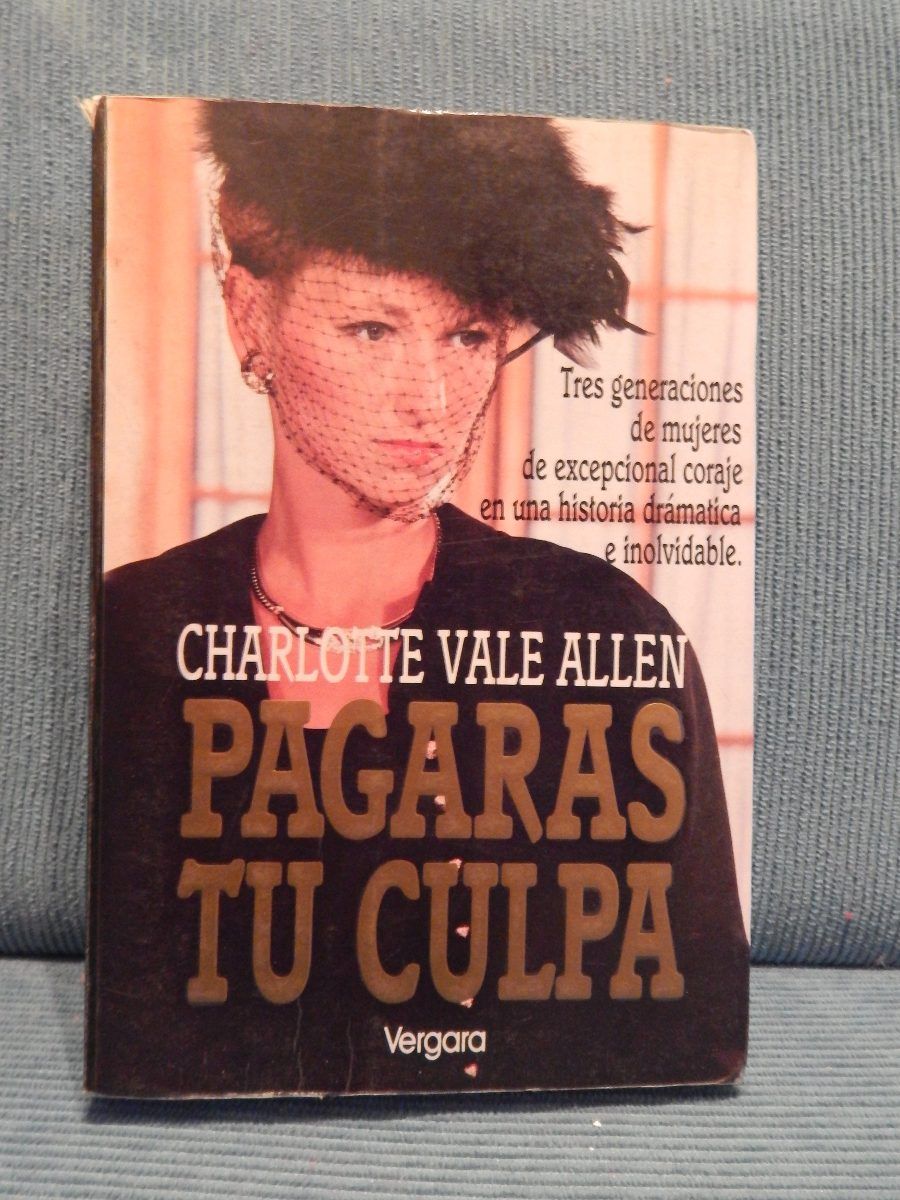 Tres generaciones
de mujeres
de excepcional coraje
en una historia drámatica
e inolvidable.
CHARLOTTE VALE ALLEN
PAGARAS
TU CULPA
Vergara